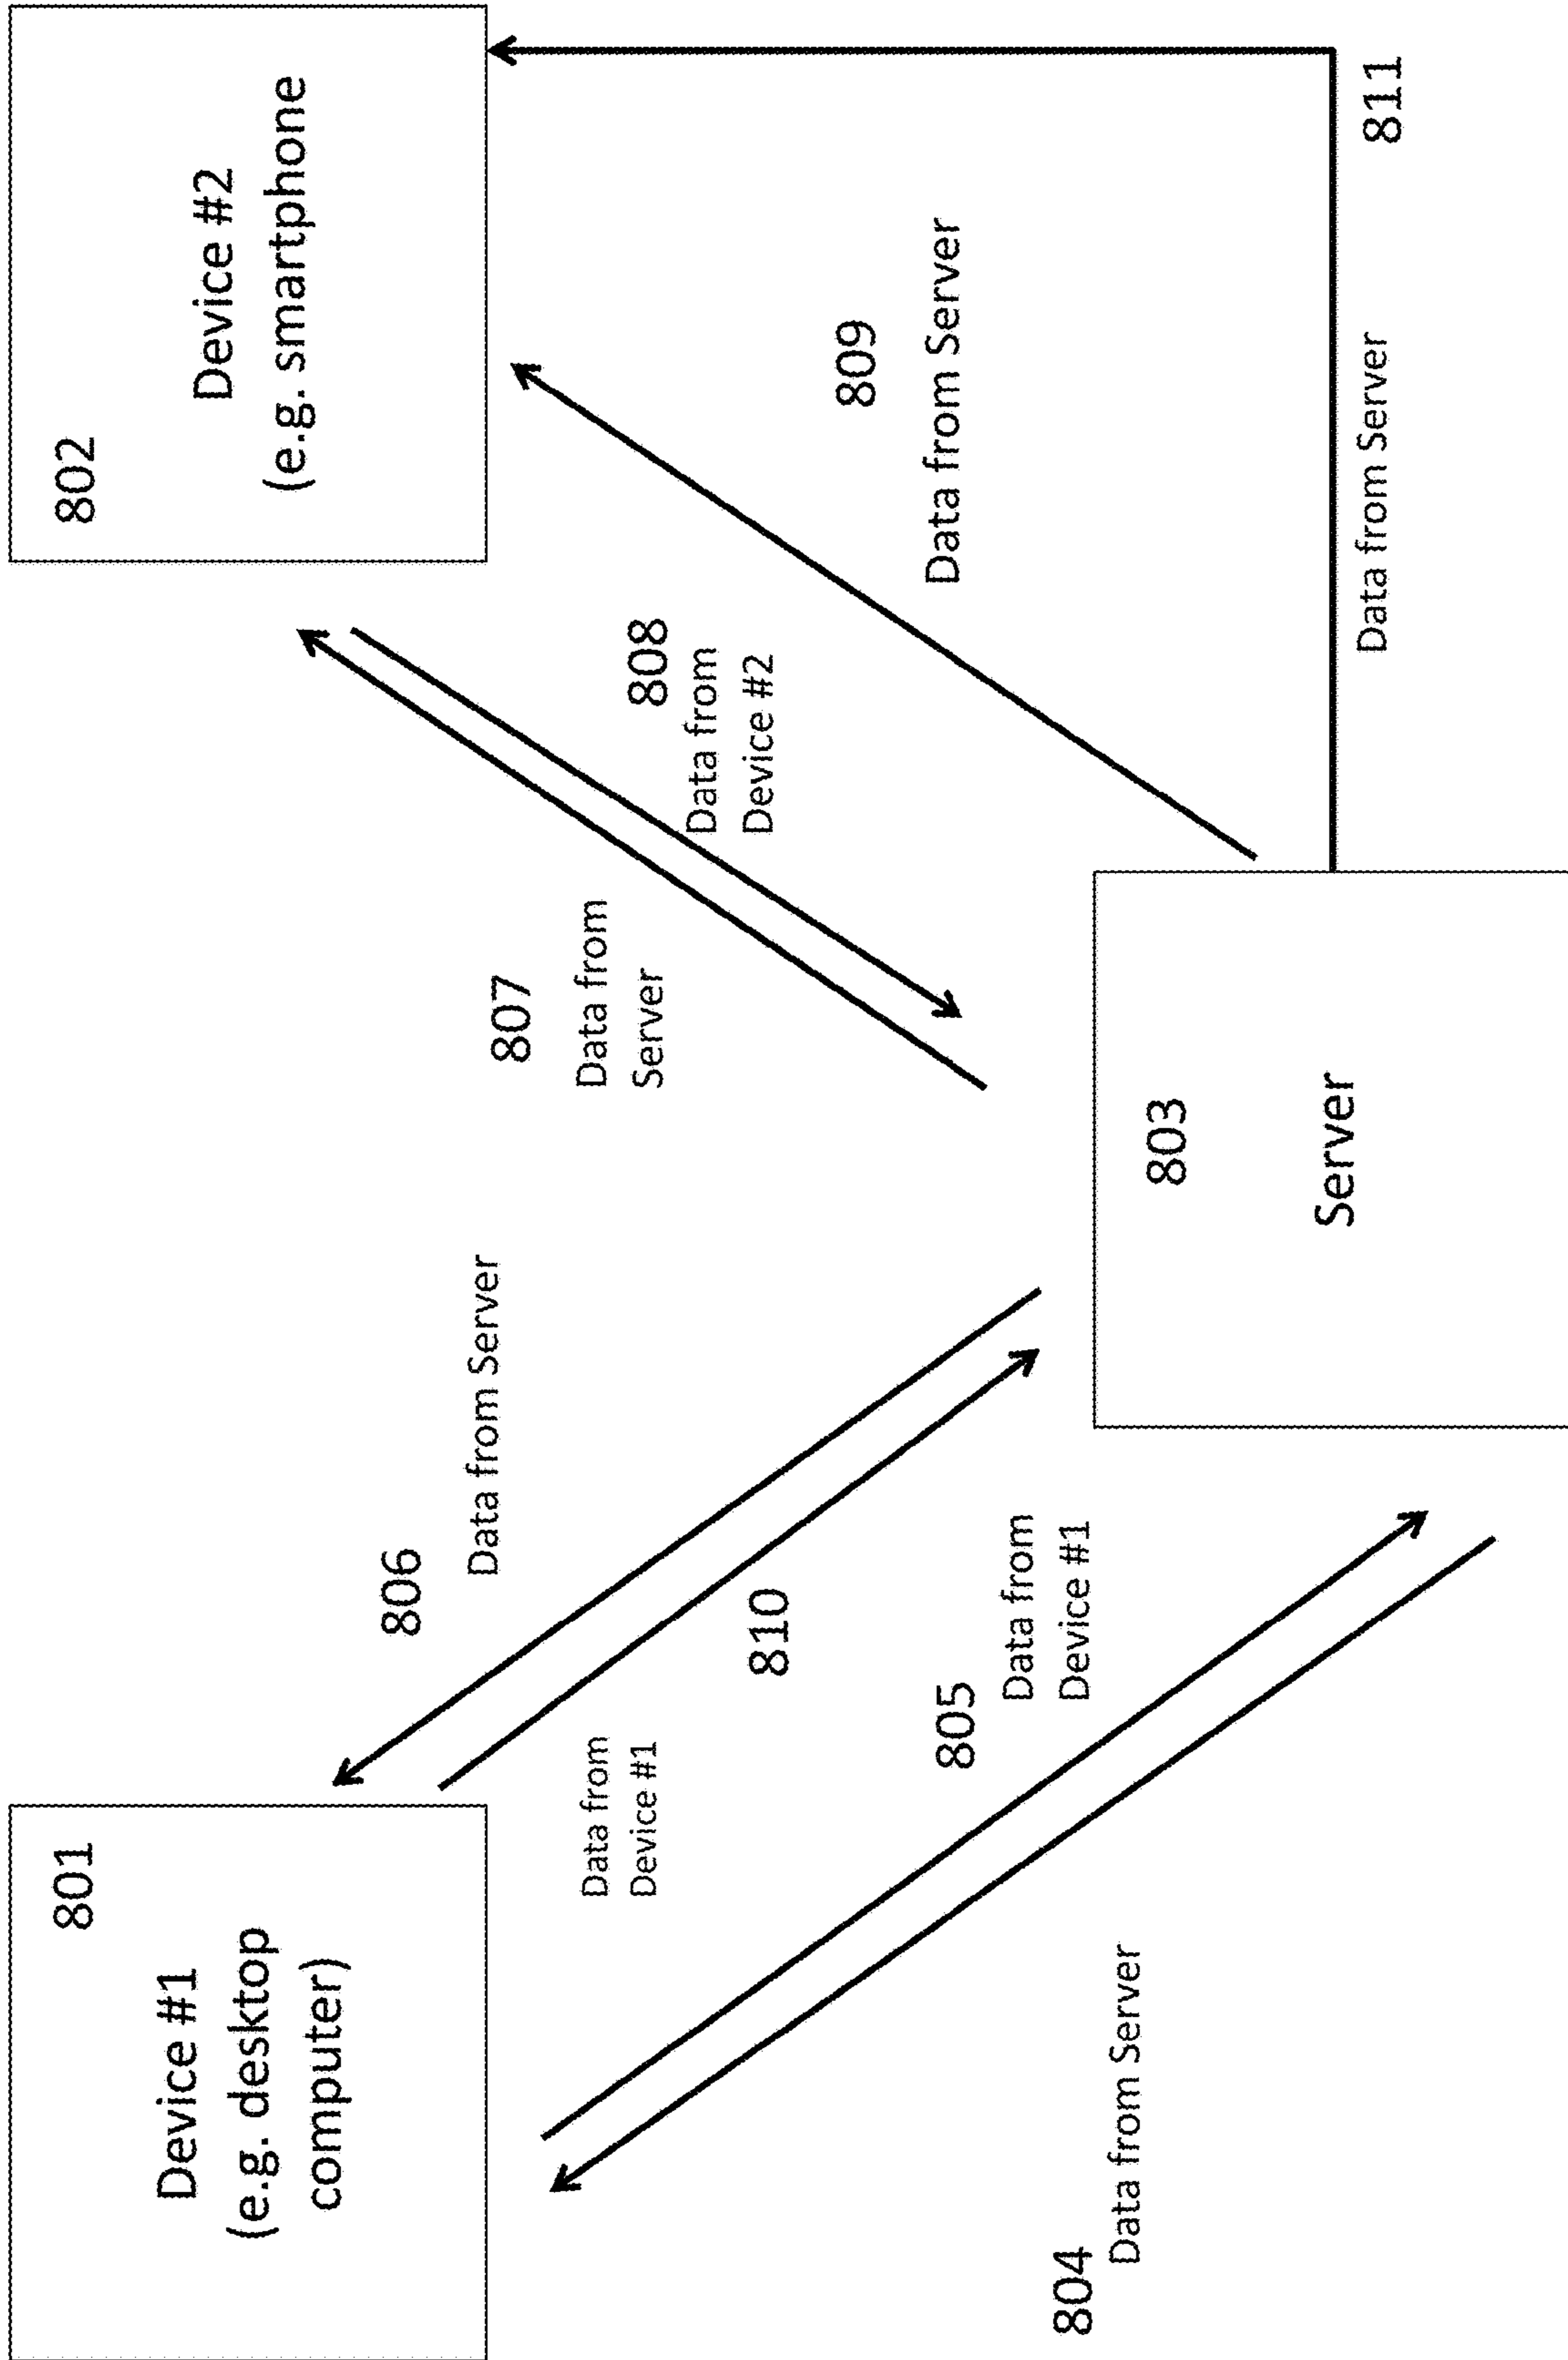 801
Device #1
(e.g. desktop
computer)
802
Device #2
(e.g. smartphone
806
Data from Server
807
Data from
Server
808
Data from
Device #2
809
Data from Server
Data from
Device #1
810
805
Data from
Device #1
804
Data from Server
803
Server
Data from Server
811